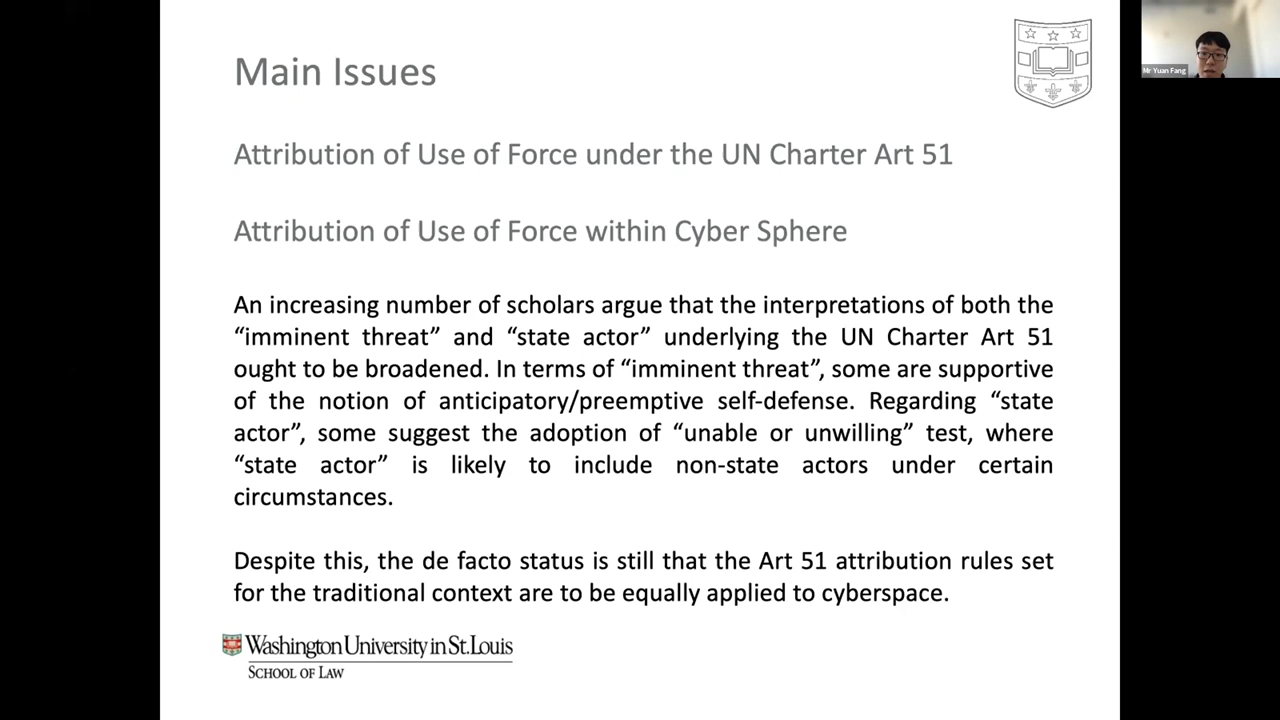 Main Issues
Mr Yuan Fang
Attribution of Use of Force under the UN Charter Art 51
Attribution of Use of Force within Cyber Sphere
An increasing number of scholars argue that the interpretations of both the
“imminent threat” and “state actor” underlying the UN Charter Art 51
ought to be broadened. In terms of “imminent threat”, some are supportive
of the notion of anticipatory/preemptive self-defense. Regarding “state
actor”, some suggest the adoption of “unable or unwilling” test, where
“state actor” is likely to include non-state actors under certain
circumstances.
Despite this, the de facto status is still that the Art 51 attribution rules set
for the traditional context are to be equally applied to cyberspace.
Washington University in St. Louis
SCHOOL OF LAW